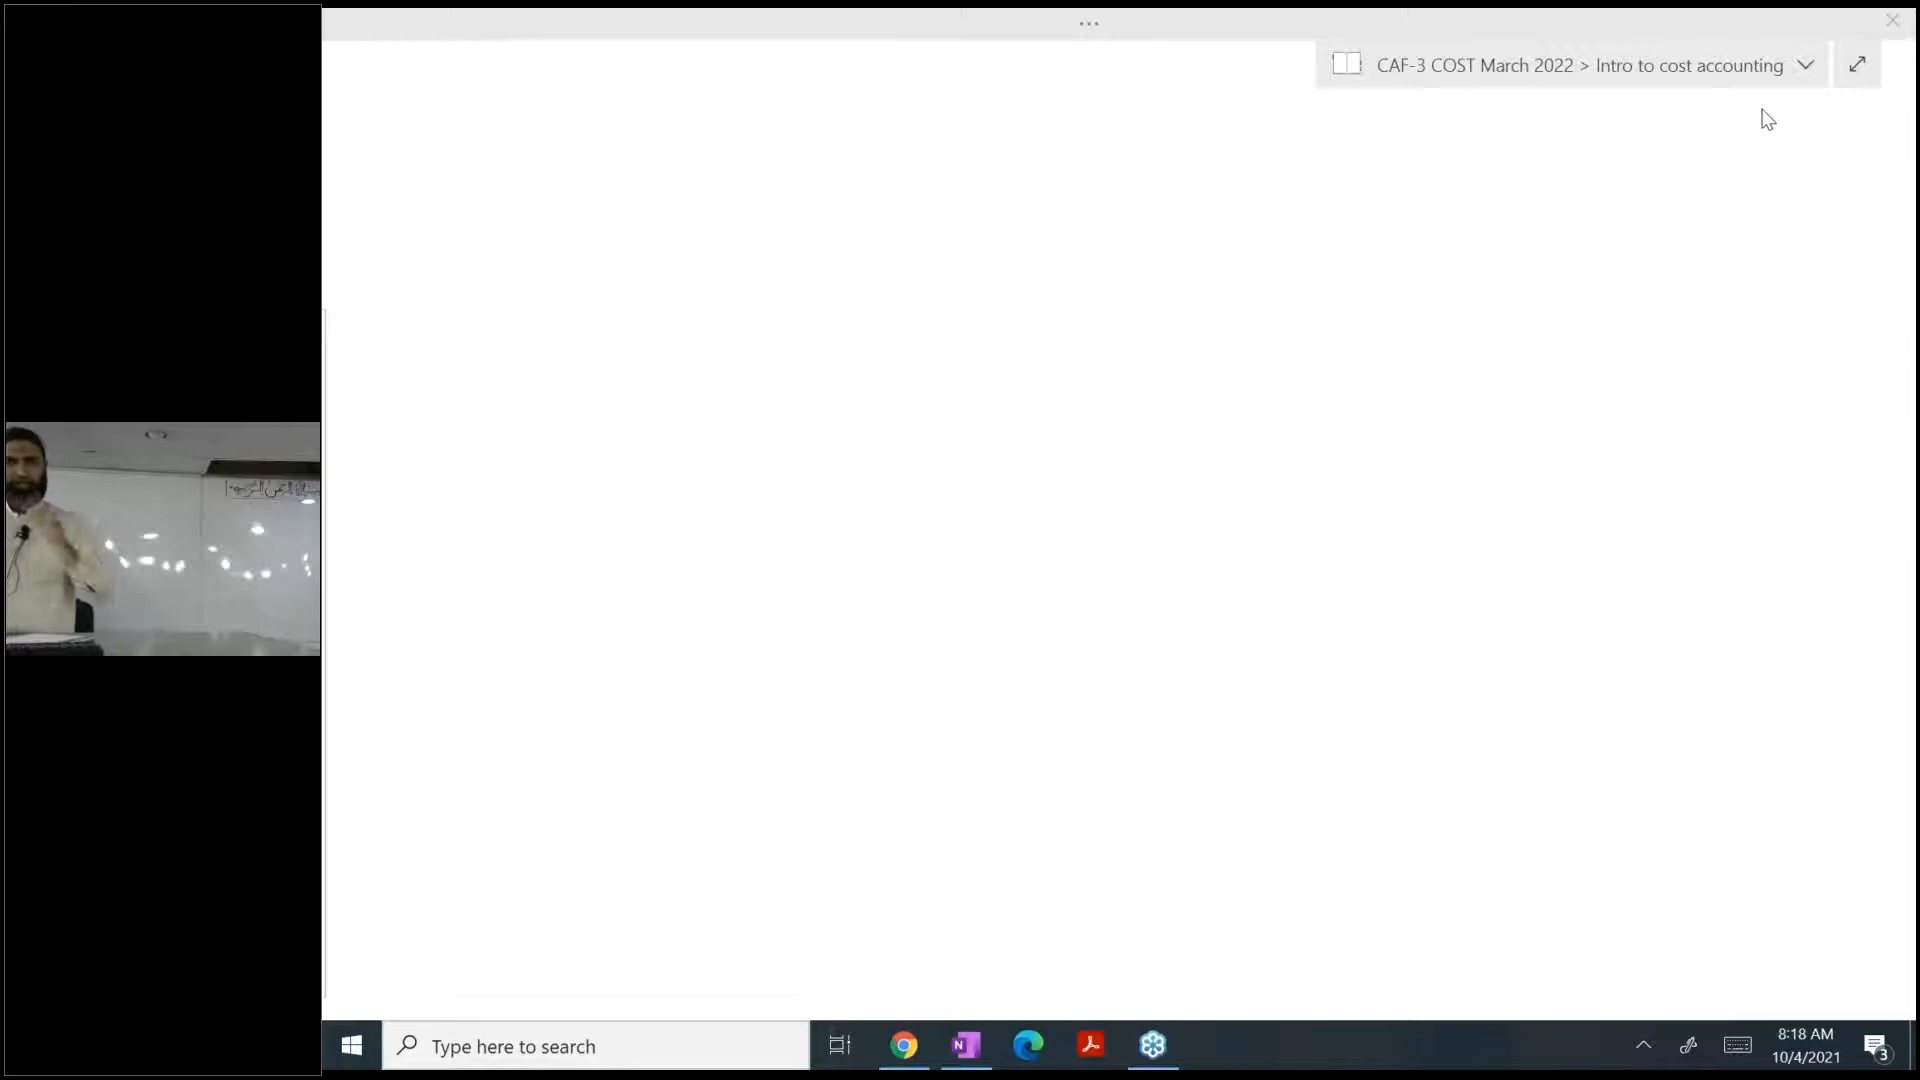 CAF-3 COST March 2022 > Intro to cost accounting
Type here to search
8:18 AM
10/4/2021
3